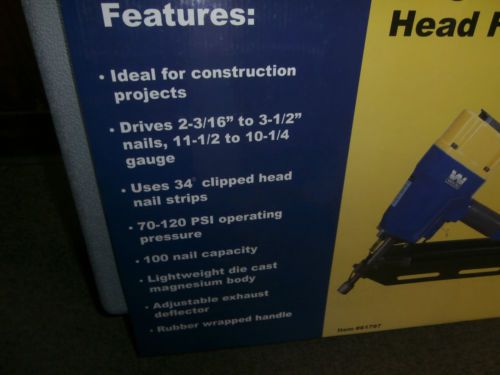 Features:
Head
• Ideal for construction
projects
• Drives 2-3/16" to 3-1/2"
nails, 11-1/2 to 10-1/4
gauge
• Uses 34° clipped head
nail strips
• 70-120 PSI operating
pressure
• 100 nail capacity
• Lightweight die cast
magnesium body
• Adjustable exhaust
deflector
• Rubber wrapped handle
W
Item #61797